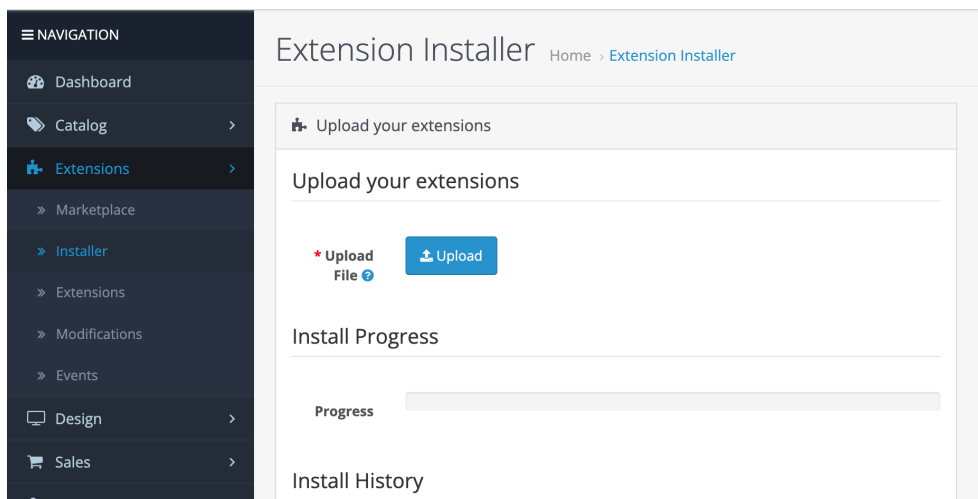 NAVIGATION
Dashboard
Catalog
Extensions
Marketplace
Installer
Extensions
Modifications
Events
Design
Sales
Extension Installer
Home › Extension Installer
Upload your extensions
Upload your extensions
* Upload
File ?
Upload
Install Progress
Progress
Install History